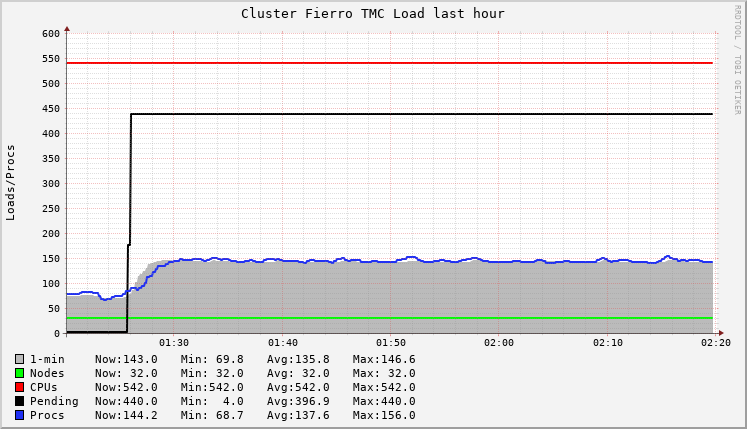 Cluster Fierro TMC Load last hour
RRDTOOL / TOBI OETIKER
Loads/Procs
600
550
500
450
400
350
300
250
200
150
100
50
0
01:30 01:40 01:50 02:00 02:10 02:20
1-min Now:143.0 Min: 69.8 Avg:135.8 Max:146.6
Nodes Now: 32.0 Min: 32.0 Avg: 32.0 Max: 32.0
CPUs Now:542.0 Min:542.0 Avg:542.0 Max:542.0
Pending Now:440.0 Min: 4.0 Avg:396.9 Max:440.0
Procs Now:144.2 Min: 68.7 Avg:137.6 Max:156.0